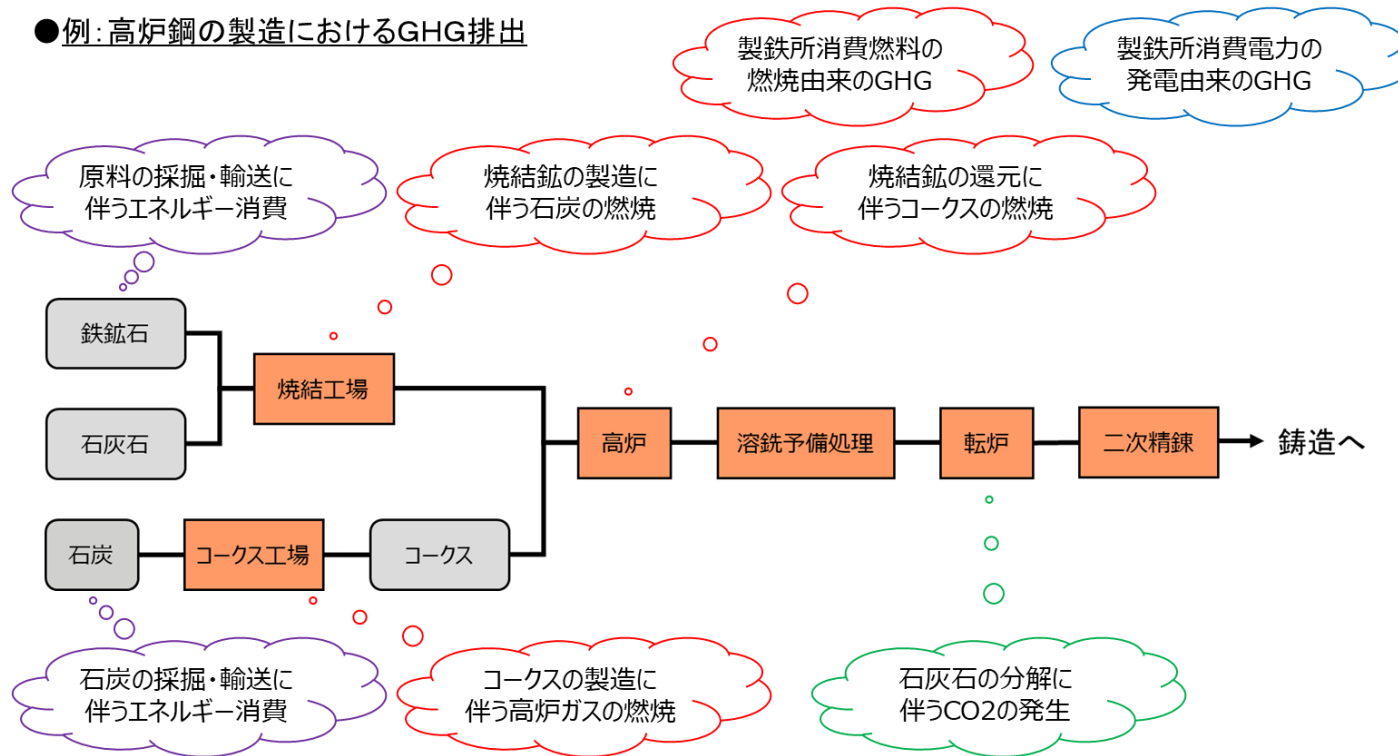 ●例:高炉鋼の製造におけるGHG排出
製鉄所消費燃料の
燃焼由来のGHG
製鉄所消費電力の
発電由来のGHG
原料の採掘・輸送に
伴うエネルギー消費
焼結鉱の製造に
伴う石炭の燃焼
焼結鉱の還元に
伴うコークスの燃焼
鉄鉱石
焼結工場
石灰石
高炉
溶銑予備処理
転炉
二次精錬
鋳造へ
石炭
コークス工場
コークス
石炭の採掘・輸送に
伴うエネルギー消費
コークスの製造に
伴う高炉ガスの燃焼
石灰石の分解に
伴うCO2の発生